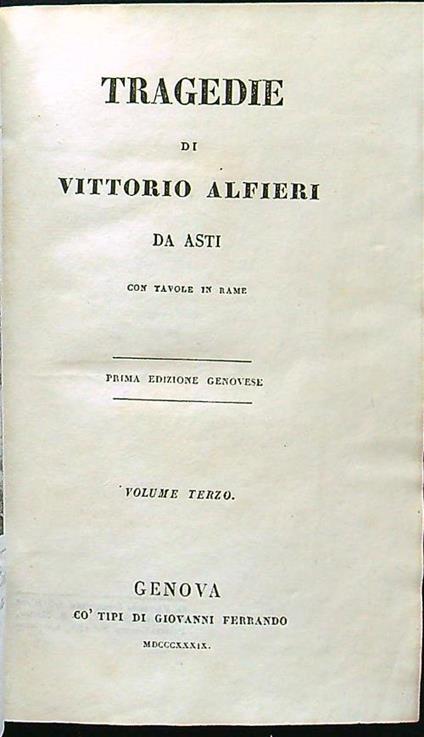 TRAGEDIE
DI
VITTORIO ALFIERI
DA ASTI
CON TAVOLE IN RAME
PRIMA EDIZIONE GENOVESE
VOLUME TERZO.
GENOVA
CO' TIPI DI GIOVANNI FERRANDO
MDCCCXXXIX.